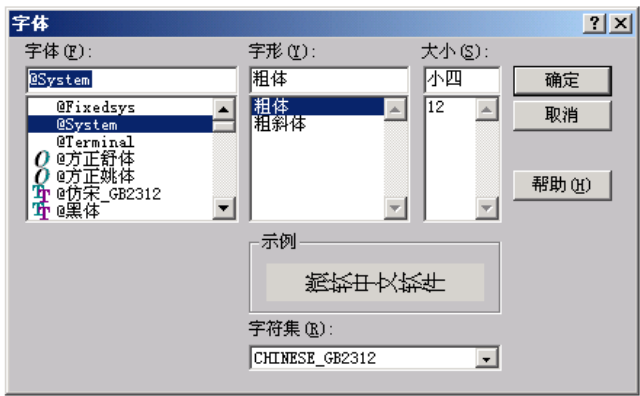 字体
字体(F):
字形(Y):
大小(S):
@System
粗体
小四
确定
@Fixedsys
@System
@Terminal
@方正舒体
@方正姚体
@仿宋_GB2312
@黑体
粗体
粗斜体
12
取消
帮助(H)
示例
字符集(R):
CHINESE_GB2312